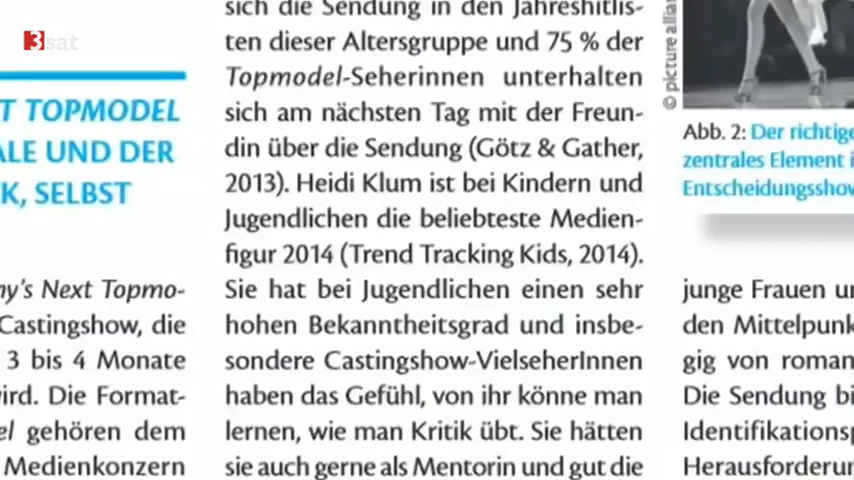 3sat
T TOPMODEL
ALE UND DER
K, SELBST
ny's Next Topmo-
Castingshow, die
3 bis 4 Monate
ird. Die Format-
el gehören dem
Medienkonzern
sich die Sendung in den Jahreshitlis-
ten dieser Altersgruppe und 75 % der
Topmodel-Seherinnen unterhalten
sich am nächsten Tag mit der Freun-
din über die Sendung (Götz & Gather,
2013). Heidi Klum ist bei Kindern und
Jugendlichen die beliebteste Medien-
figur 2014 (Trend Tracking Kids, 2014).
Sie hat bei Jugendlichen einen sehr
hohen Bekanntheitsgrad und insbe-
sondere Castingshow-VielseherInnen
haben das Gefühl, von ihr könne man
lernen, wie man Kritik übt. Sie hätten
sie auch gerne als Mentorin und gut die
© picture allian
Abb. 2: Der richtige
zentrales Element i
Entscheidungsshow
junge Frauen un
den Mittelpunk
gig von roman
Die Sendung bi
Identifikationsp
Herausforderun